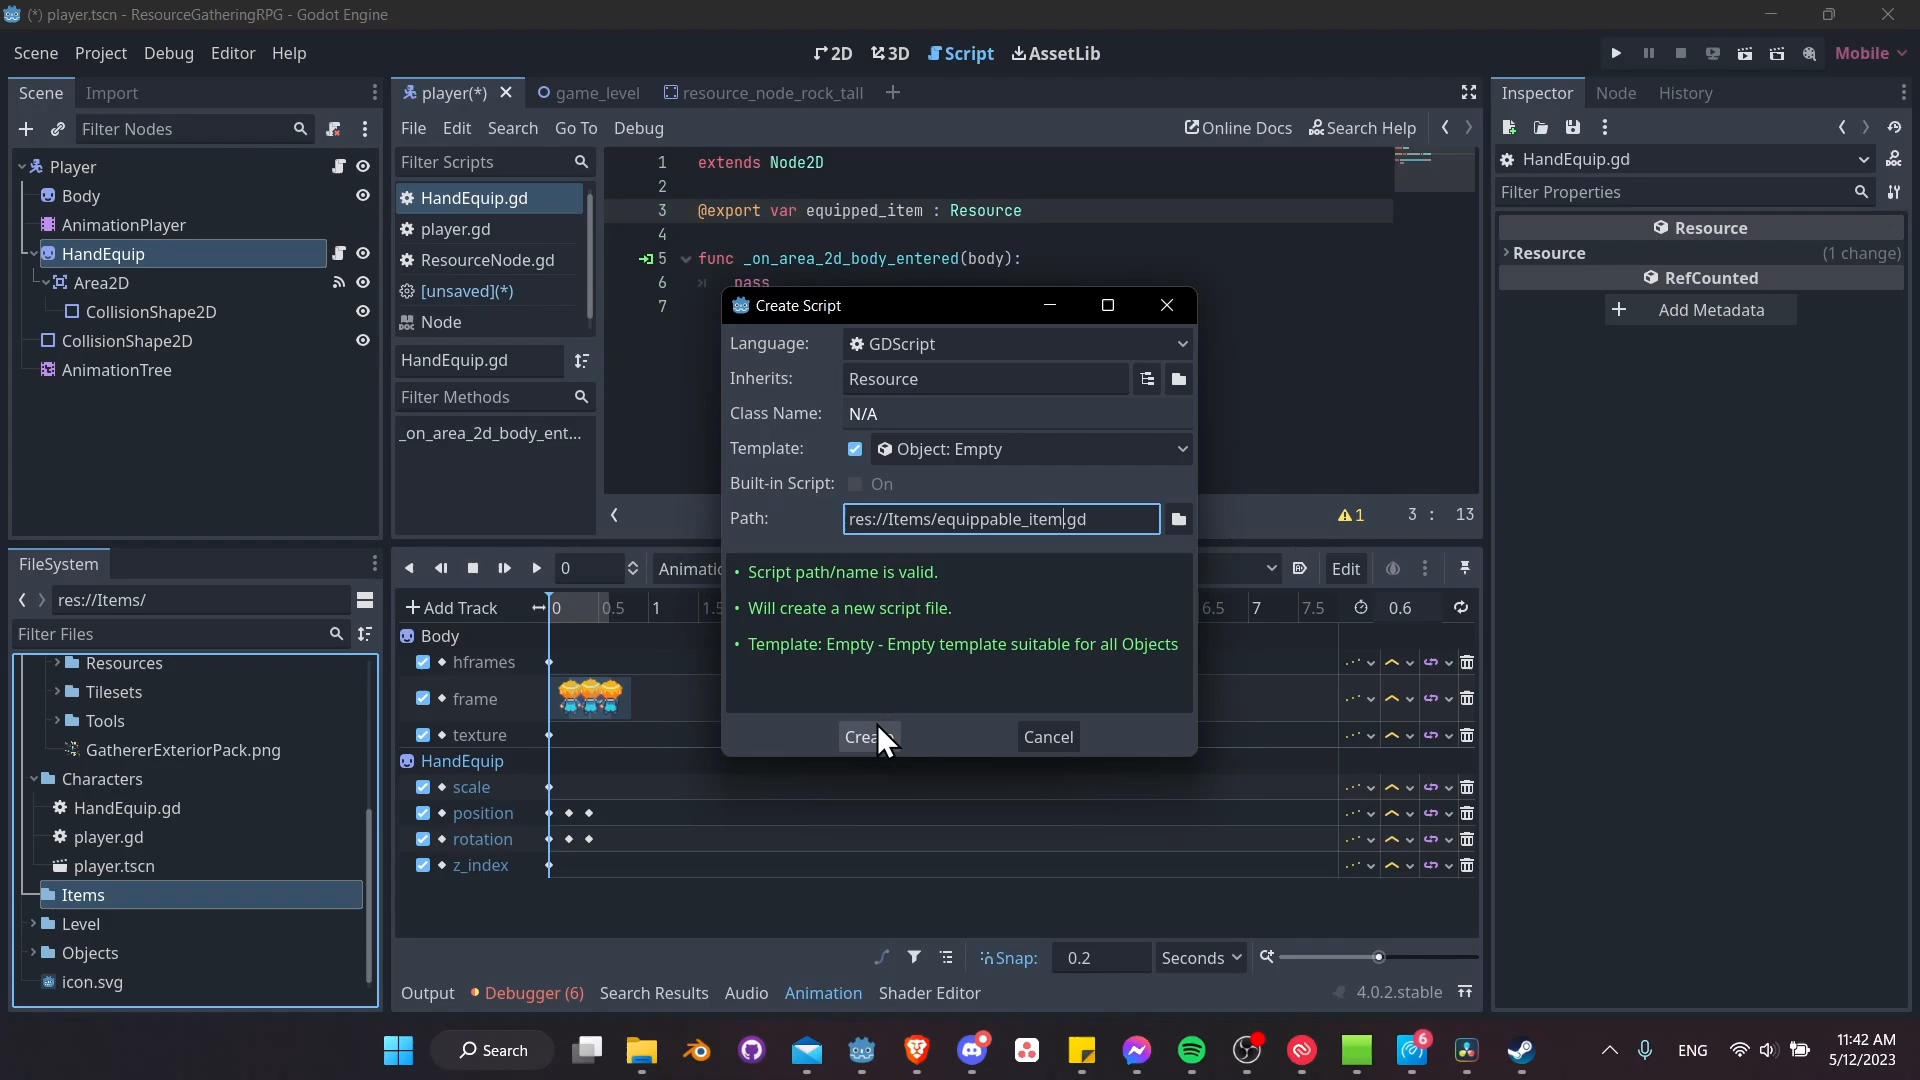 (*) player.tscn - ResourceGatheringRPG - Godot Engine
Scene Project Debug Editor Help
2D 3D Script AssetLib
Mobile
Scene Import
Filter Nodes
Player
Body
AnimationPlayer
HandEquip
Area2D
CollisionShape2D
CollisionShape2D
AnimationTree
player(*) game_level resource_node_rock_tall
File Edit Search Go To Debug
Online Docs Search Help
Filter Scripts
HandEquip.gd
player.gd
ResourceNode.gd
[unsaved](*)
Node
HandEquip.gd
Filter Methods
_on_area_2d_body_ent...
1 extends Node2D
2
3 @export var equipped_item : Resource
4
5 func _on_area_2d_body_entered(body):
6 pass
7
1 3 : 13
Create Script
Language: GDScript
Inherits: Resource
Class Name: N/A
Template: Object: Empty
Built-in Script: On
Path: res://Items/equippable_item.gd
• Script path/name is valid.
• Will create a new script file.
• Template: Empty - Empty template suitable for all Objects
Cancel
Inspector Node History
HandEquip.gd
Filter Properties
Resource
Resource (1 change)
RefCounted
Add Metadata
FileSystem
res://Items/
Filter Files
Resources
Tilesets
Tools
GathererExteriorPack.png
Characters
HandEquip.gd
player.gd
player.tscn
Items
Level
Objects
icon.svg
0 Edit
Add Track 0 0.5 1 1.5 6.5 7 7.5 0.6
Body
hframes
frame
texture
HandEquip
scale
position
rotation
z_index
Snap: 0.2 Seconds
Output Debugger (6) Search Results Audio Animation Shader Editor
4.0.2.stable
Search
6
ENG
11:42 AM
5/12/2023